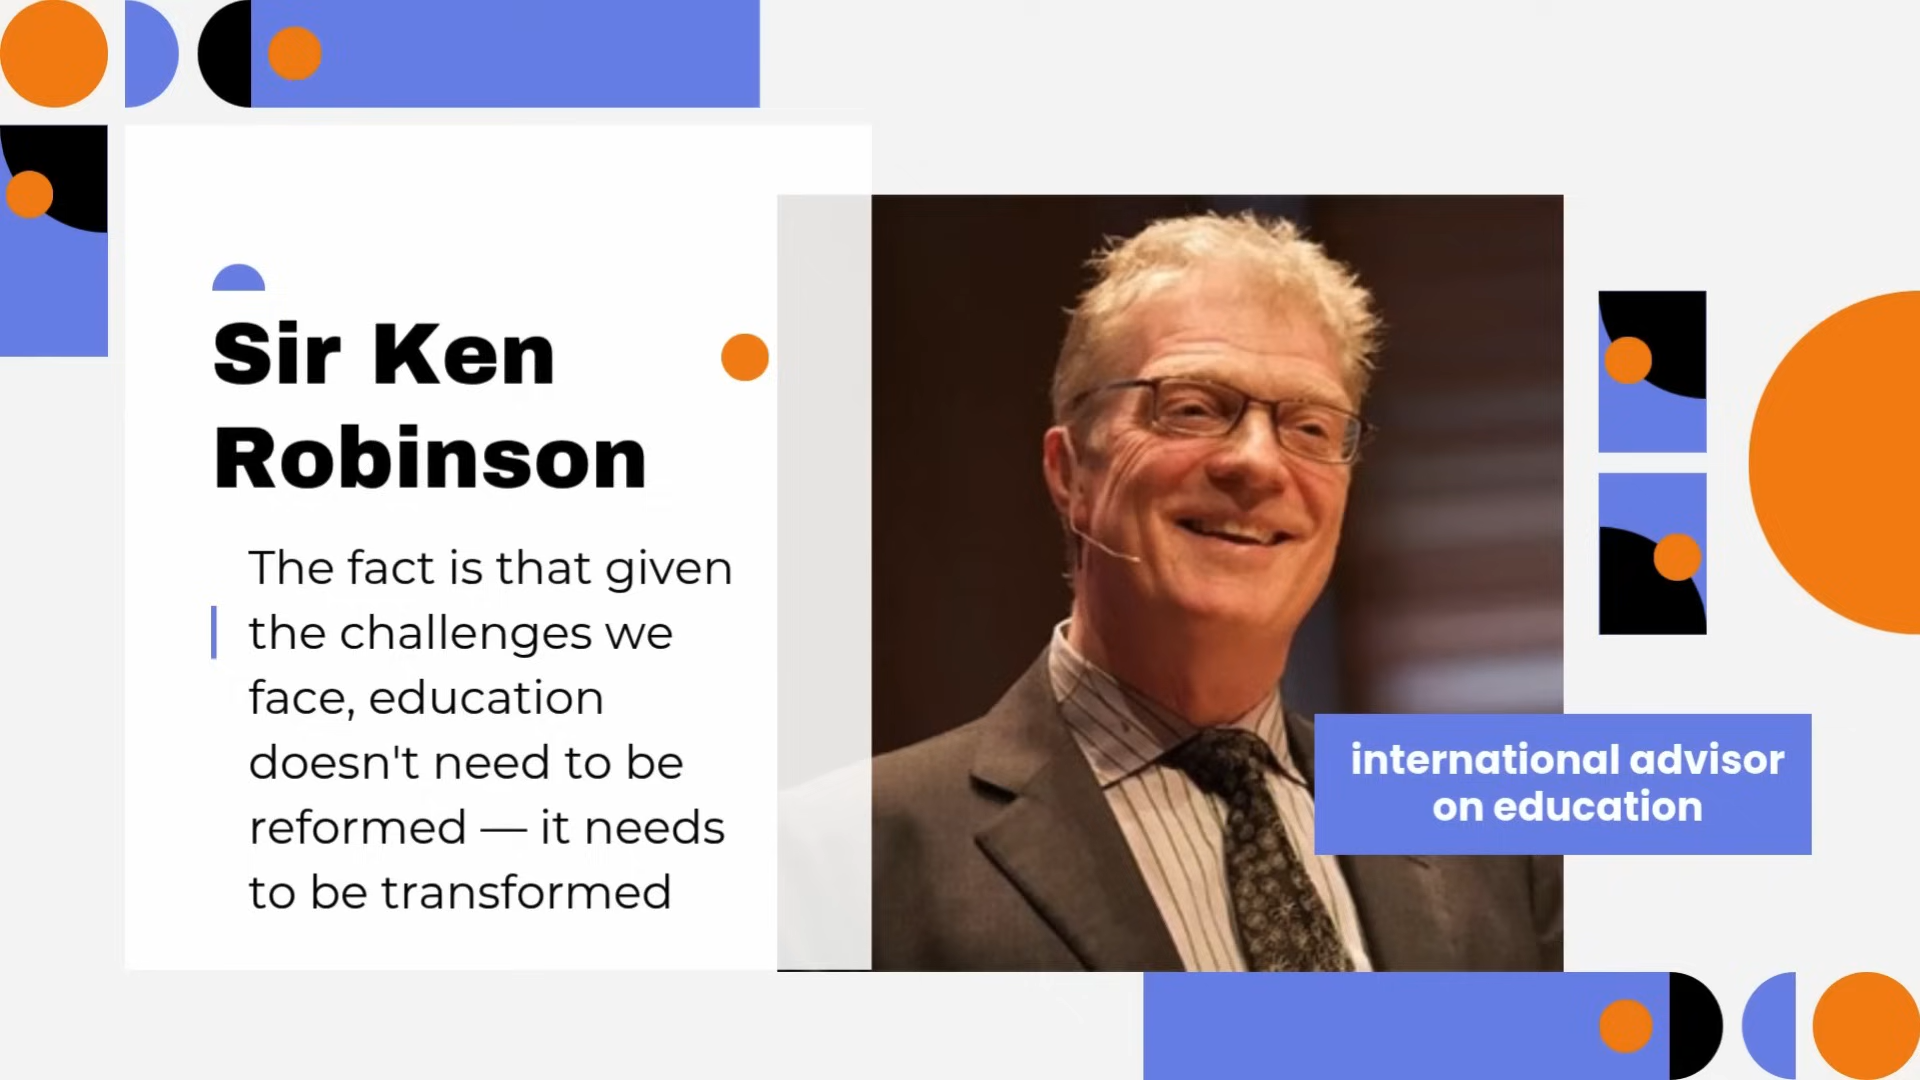 Sir Ken
Robinson
The fact is that given
the challenges we
face, education
doesn't need to be
reformed — it needs
to be transformed
international advisor
on education